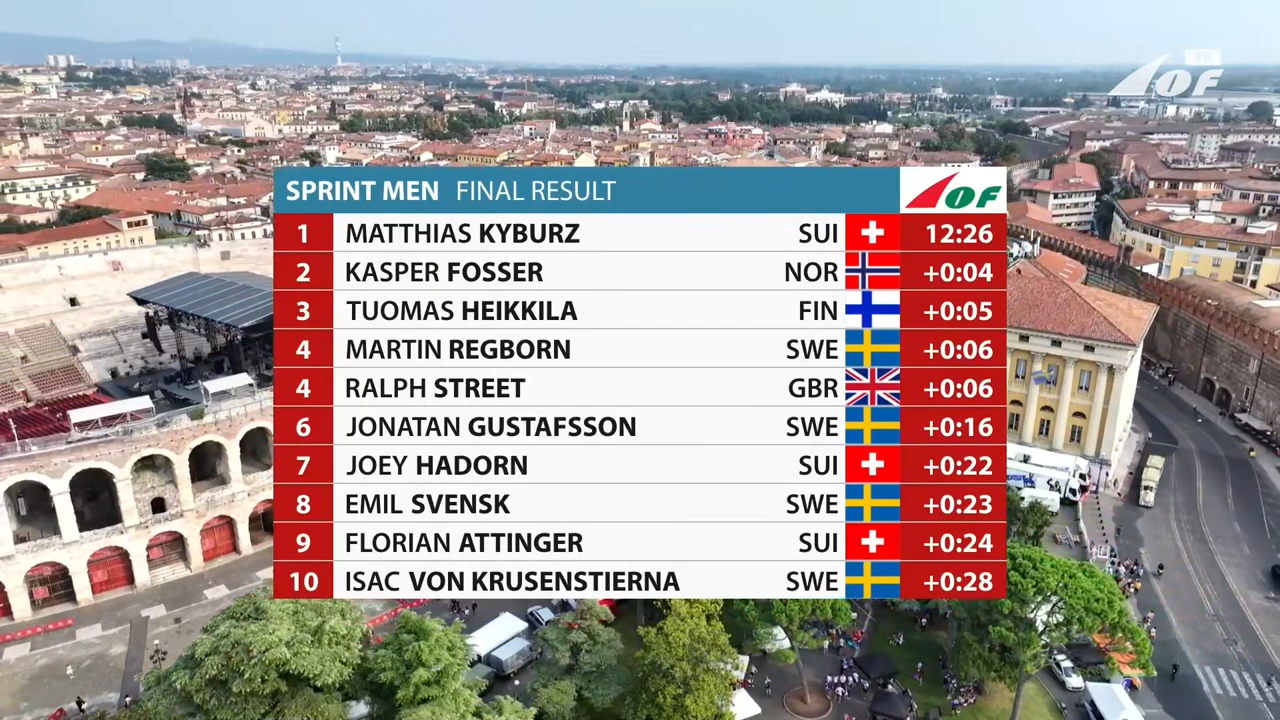 IOF
SPRINT MEN FINAL RESULT IOF
1 MATTHIAS KYBURZ SUI 12:26
2 KASPER FOSSER NOR +0:04
3 TUOMAS HEIKKILA FIN +0:05
4 MARTIN REGBORN SWE +0:06
4 RALPH STREET GBR +0:06
6 JONATAN GUSTAFSSON SWE +0:16
7 JOEY HADORN SUI +0:22
8 EMIL SVENSK SWE +0:23
9 FLORIAN ATTINGER SUI +0:24
10 ISAC VON KRUSENSTIERNA SWE +0:28